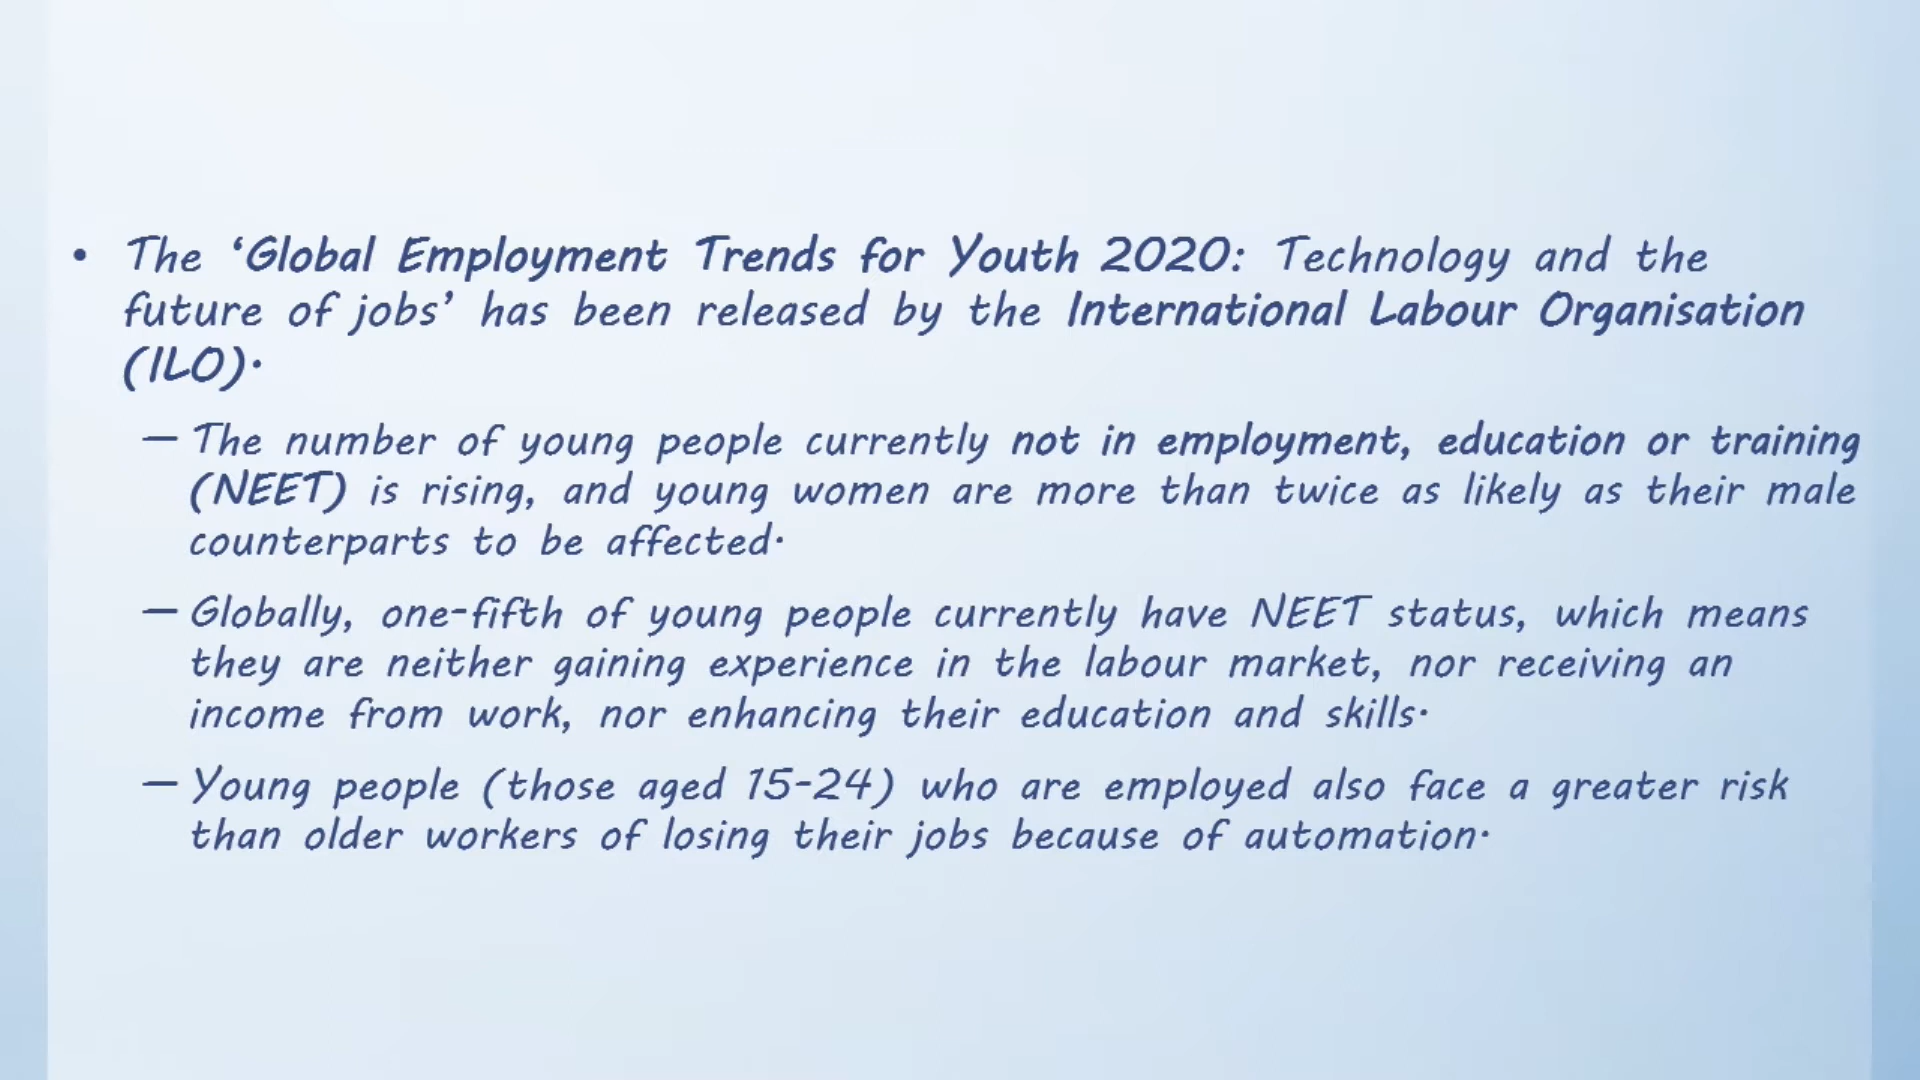 • The ‘Global Employment Trends for Youth 2020: Technology and the
future of jobs’ has been released by the International Labour Organisation
(ILO).
— The number of young people currently not in employment, education or training
(NEET) is rising, and young women are more than twice as likely as their male
counterparts to be affected.
— Globally, one-fifth of young people currently have NEET status, which means
they are neither gaining experience in the labour market, nor receiving an
income from work, nor enhancing their education and skills.
— Young people (those aged 15-24) who are employed also face a greater risk
than older workers of losing their jobs because of automation.